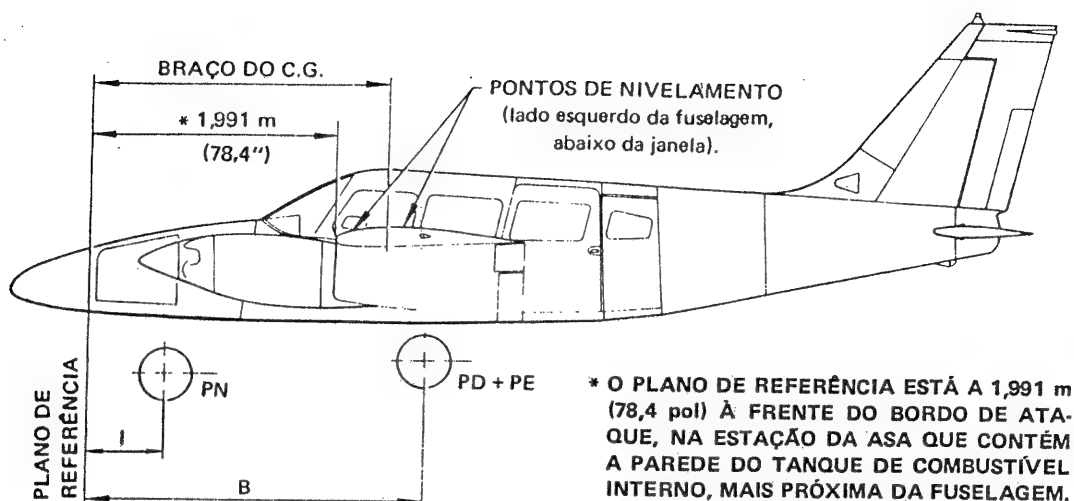 BRAÇO DO C.G.
* 1,991 m
(78,4")
PONTOS DE NIVELAMENTO
(lado esquerdo da fuselagem,
abaixo da janela).
PLANO DE
REFERÊNCIA
PN
I
B
PD + PE
* O PLANO DE REFERÊNCIA ESTÁ A 1,991 m
(78,4 pol) À FRENTE DO BORDO DE ATA-
QUE, NA ESTAÇÃO DA ASA QUE CONTÉM
A PAREDE DO TANQUE DE COMBUSTÍVEL
INTERNO, MAIS PRÓXIMA DA FUSELAGEM.